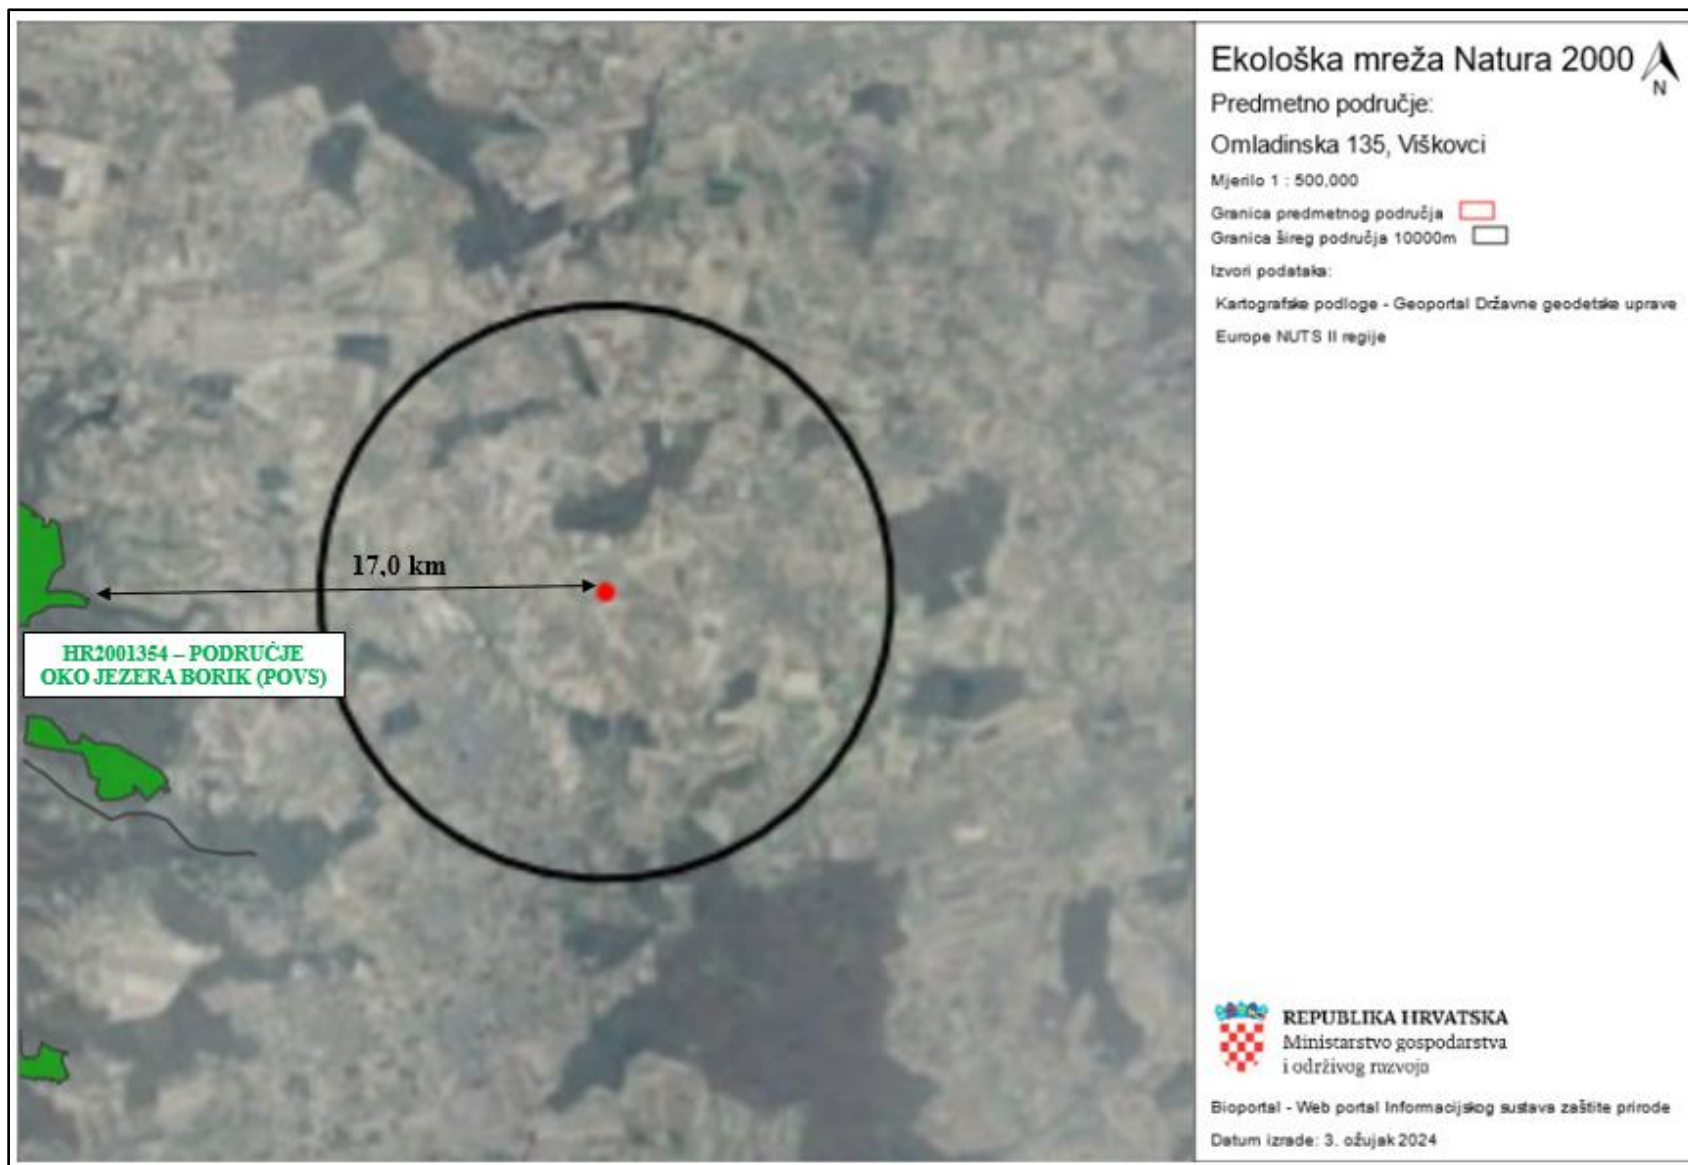 Ekološka mreža Natura 2000
N
Predmetno područje:
Omladinska 135, Viškovci
Mjerilo 1 : 500,000
Granica predmetnog područja
Granica šireg područja 10000m
Izvori podataka:
Kartografske podloge - Geoportal Državne geodetske uprave
Europe NUTS II regije
17,0 km
HR2001354 – PODRUČJE
OKO JEZERA BORIK (POVS)
REPUBLIKA HRVATSKA
Ministarstvo gospodarstva
i održivog razvoja
Bioportal - Web portal Informacijskog sustava zaštite prirode
Datum izrade: 3. ožujak 2024